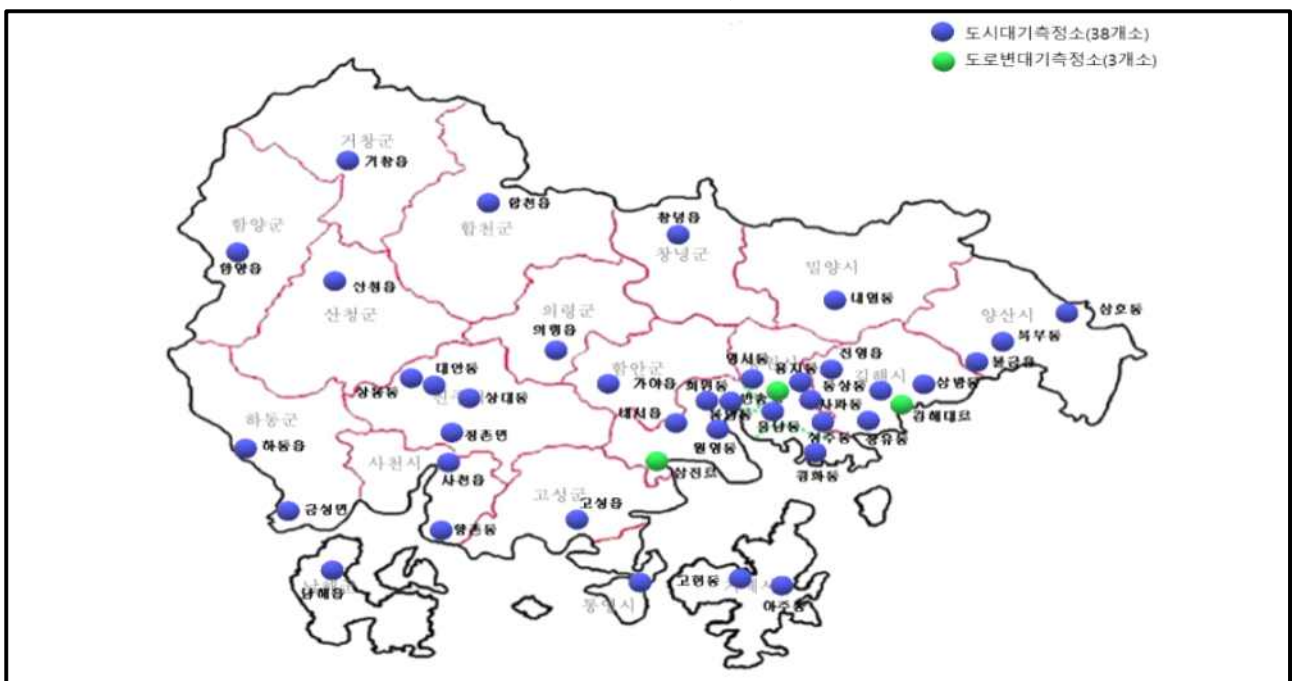 도시대기측정소(38개소)
도로변대기측정소(3개소)
거창군
거창읍
합천읍
합천군
창녕읍
창녕군
함양군
함양읍
산청읍
산청군
밀양시
내일동
의령군
의령읍
양산시
삼호동
북부동
물금읍
함안군
가야읍
대안동
상봉동
상대동
정촌면
명서동
용지동
진영읍
김해시
동상동
삼방동
회원동
반송동
사파동
김해대로
내서읍
월영동
웅남동
성주동
장유동
경화동
삼진로
하동군
하동읍
사천시
사천읍
금성면
고성군
고성읍
향촌동
남해읍
통영시
고현동
아주동